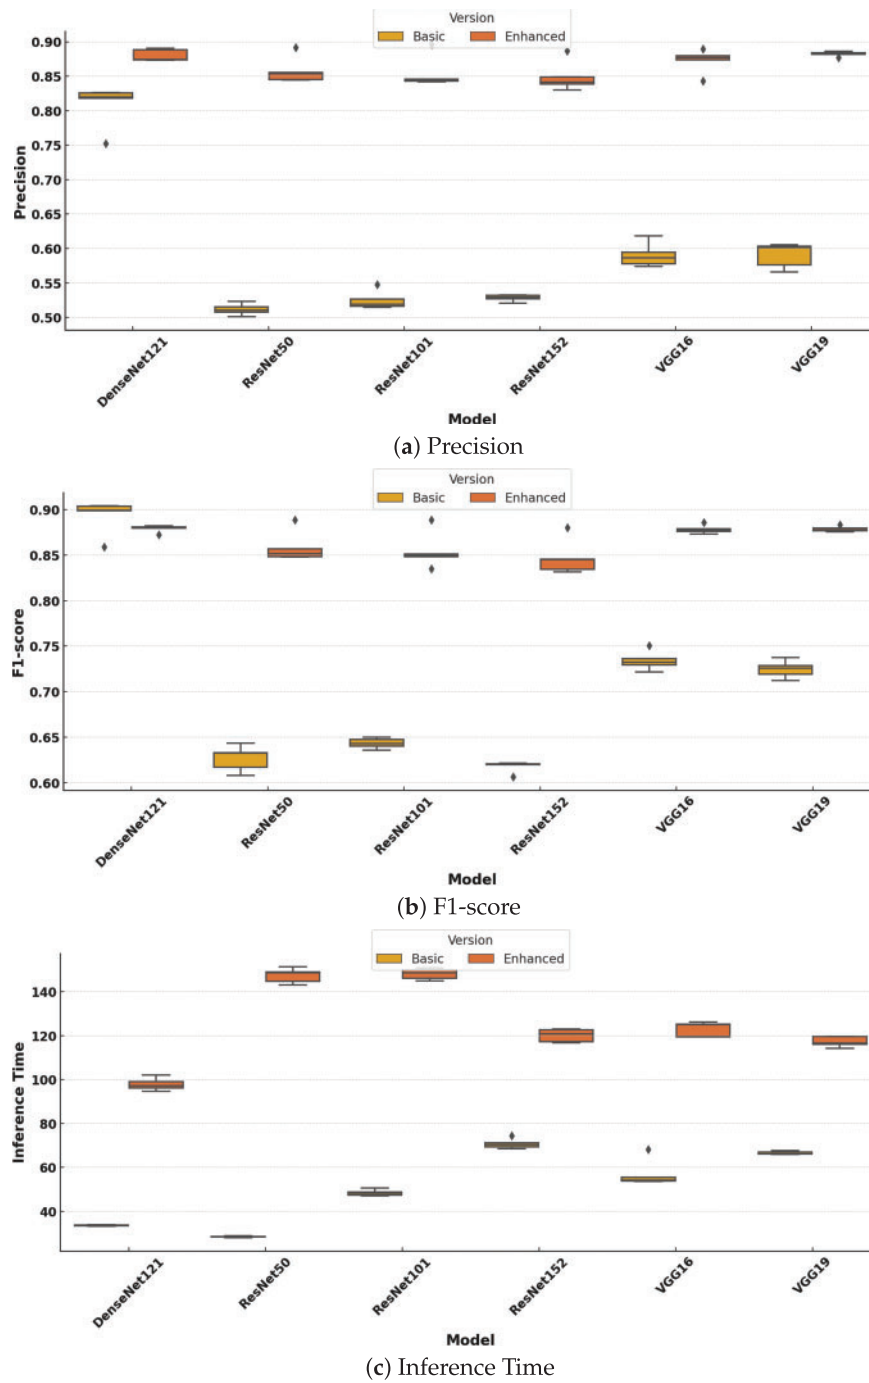 Version
Basic Enhanced
0.90
0.85
0.80
0.75
0.70
0.65
0.60
0.55
0.50
Precision
DenseNet121
ResNet50
ResNet101
ResNet152
VGG16
VGG19
Model
(a) Precision
Version
Basic Enhanced
0.90
0.85
0.80
0.75
0.70
0.65
0.60
F1-score
DenseNet121
ResNet50
ResNet101
ResNet152
VGG16
VGG19
Model
(b) F1-score
Version
Basic Enhanced
140
120
100
80
60
40
Inference Time
DenseNet121
ResNet50
ResNet101
ResNet152
VGG16
VGG19
Model
(c) Inference Time